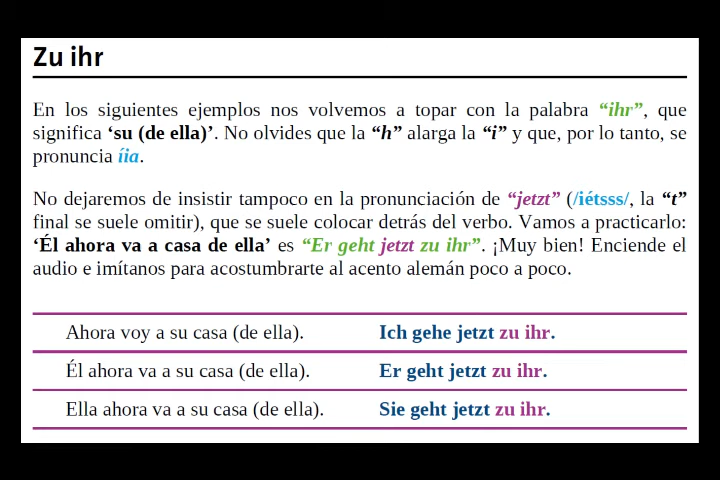 Zu ihr
En los siguientes ejemplos nos volvemos a topar con la palabra “ihr”, que
significa ‘su (de ella)’. No olvides que la “h” alarga la “i” y que, por lo tanto, se
pronuncia íia.
No dejaremos de insistir tampoco en la pronunciación de “jetzt” (/iétsss/, la “t”
final se suele omitir), que se suele colocar detrás del verbo. Vamos a practicarlo:
‘Él ahora va a casa de ella’ es “Er geht jetzt zu ihr”. ¡Muy bien! Enciende el
audio e imítanos para acostumbrarte al acento alemán poco a poco.
Ahora voy a su casa (de ella). Ich gehe jetzt zu ihr.
Él ahora va a su casa (de ella). Er geht jetzt zu ihr.
Ella ahora va a su casa (de ella). Sie geht jetzt zu ihr.